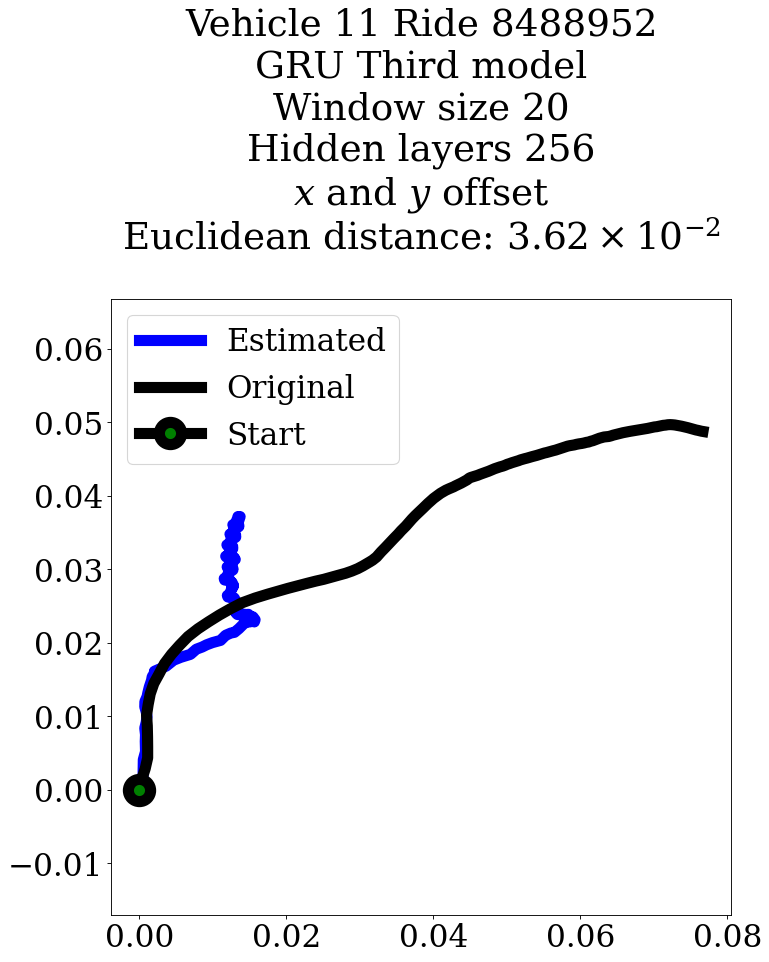 Vehicle 11 Ride 8488952
GRU Third model
Window size 20
Hidden layers 256
x and y offset
Euclidean distance: 3.62 × 10⁻²
Estimated
Original
Start
0.06
0.05
0.04
0.03
0.02
0.01
0.00
−0.01
0.00 0.02 0.04 0.06 0.08